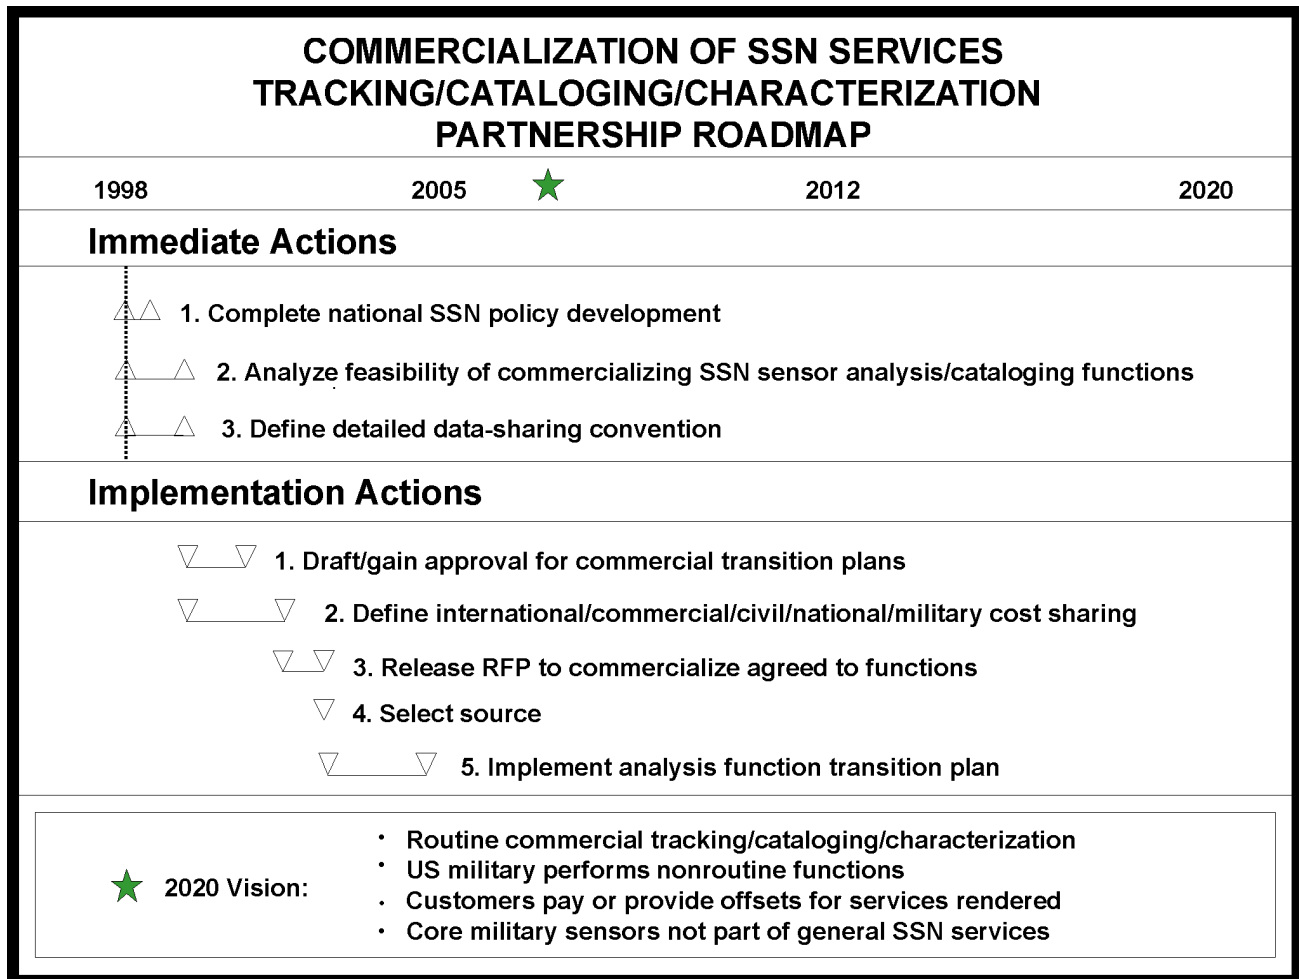 COMMERCIALIZATION OF SSN SERVICES
TRACKING/CATALOGING/CHARACTERIZATION
PARTNERSHIP ROADMAP
1998 2005 2012 2020
Immediate Actions
1. Complete national SSN policy development
2. Analyze feasibility of commercializing SSN sensor analysis/cataloging functions
3. Define detailed data-sharing convention
Implementation Actions
1. Draft/gain approval for commercial transition plans
2. Define international/commercial/civil/national/military cost sharing
3. Release RFP to commercialize agreed to functions
4. Select source
5. Implement analysis function transition plan
2020 Vision:
• Routine commercial tracking/cataloging/characterization
• US military performs nonroutine functions
• Customers pay or provide offsets for services rendered
• Core military sensors not part of general SSN services